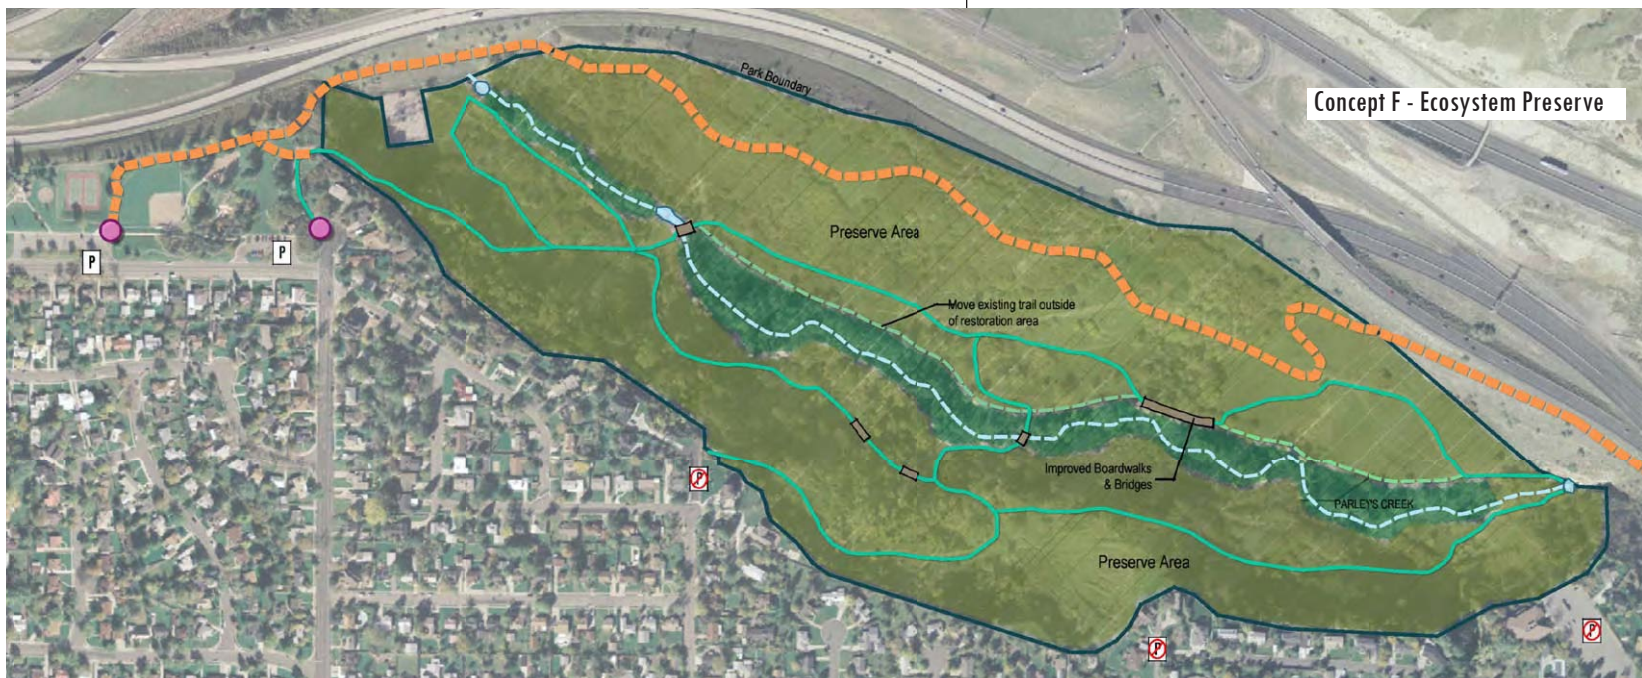 Park Boundary
Concept F - Ecosystem Preserve
Preserve Area
P
P
Move existing trail outside
of restoration area
Improved Boardwalks
& Bridges
P
PARLEY'S CREEK
Preserve Area
P
P